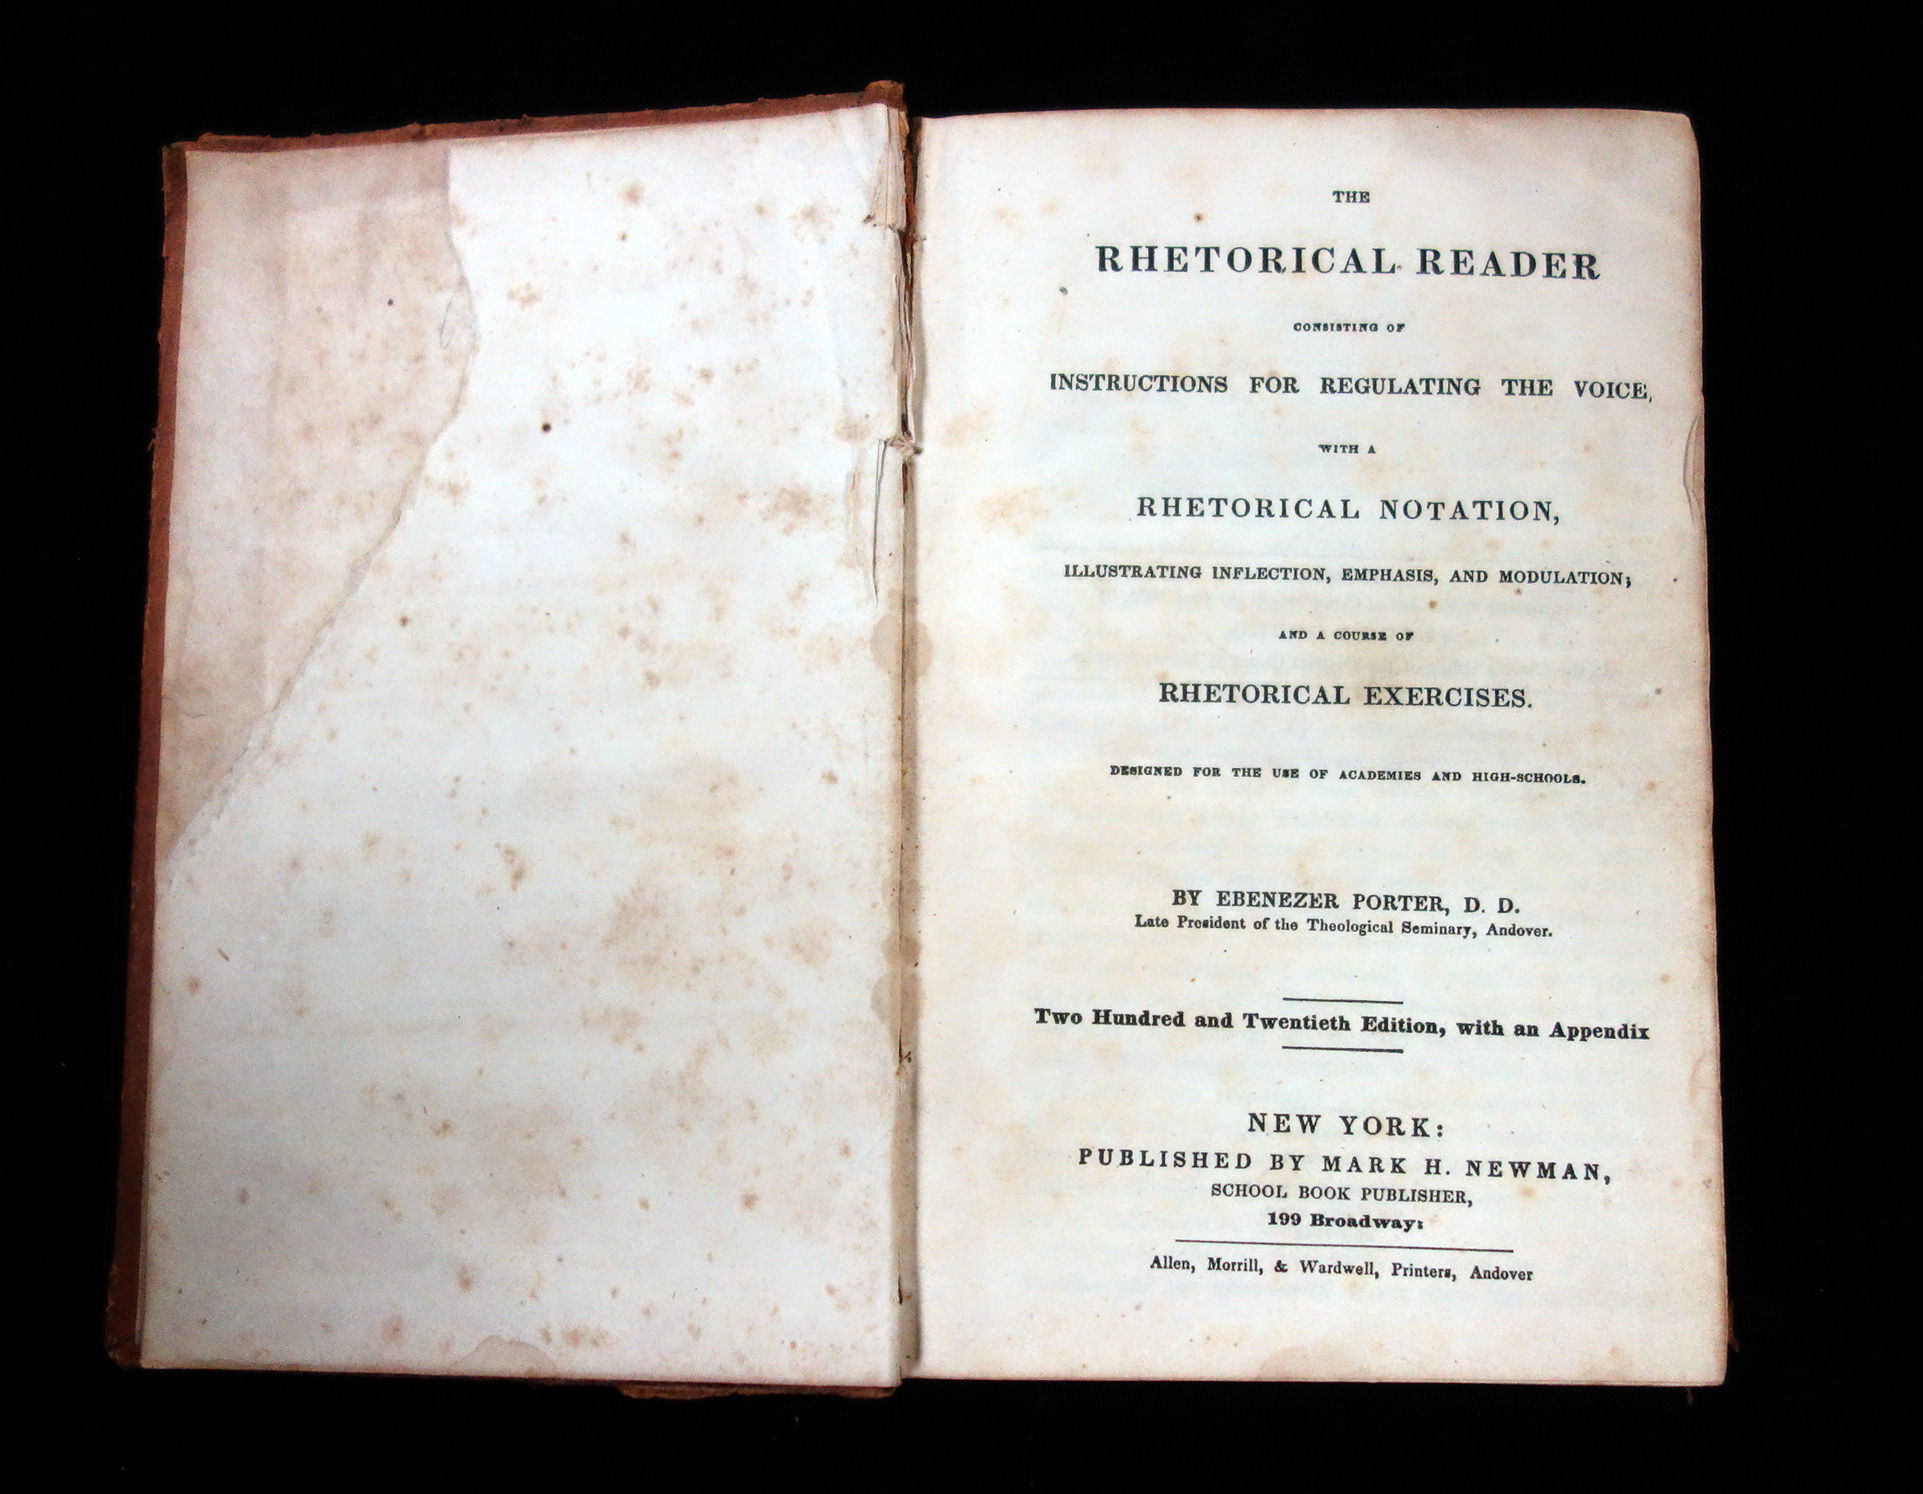 THE
RHETORICAL READER
CONSISTING OF
INSTRUCTIONS FOR REGULATING THE VOICE,
WITH A
RHETORICAL NOTATION,
ILLUSTRATING INFLECTION, EMPHASIS, AND MODULATION;
AND A COURSE OF
RHETORICAL EXERCISES.
DESIGNED FOR THE USE OF ACADEMIES AND HIGH-SCHOOLS.
BY EBENEZER PORTER, D. D.
Late President of the Theological Seminary, Andover.
Two Hundred and Twentieth Edition, with an Appendix
NEW YORK:
PUBLISHED BY MARK H. NEWMAN,
SCHOOL BOOK PUBLISHER,
199 Broadway:
Allen, Morrill, & Wardwell, Printers, Andover